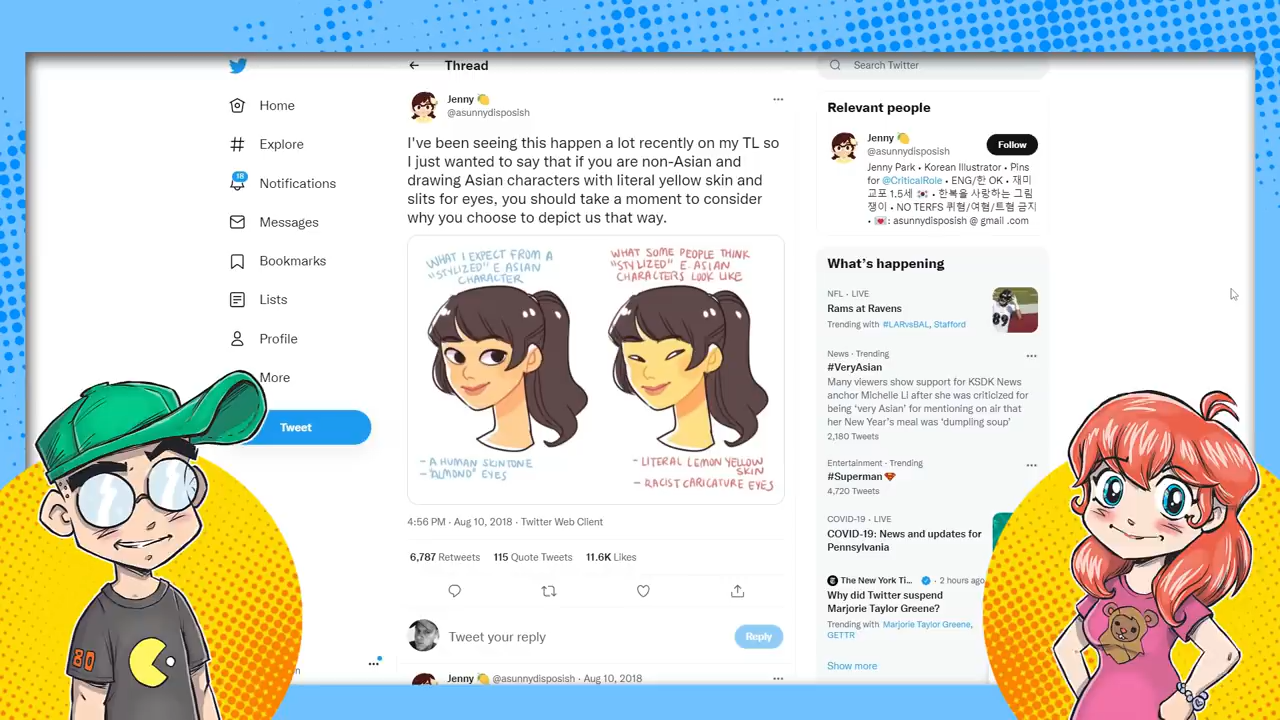 Thread
Search Twitter
Home
Explore
18
Notifications
Messages
Bookmarks
Lists
Profile
More
Tweet
Jenny 🍋
@asunnydisposish
I've been seeing this happen a lot recently on my TL so
I just wanted to say that if you are non-Asian and
drawing Asian characters with literal yellow skin and
slits for eyes, you should take a moment to consider
why you choose to depict us that way.
WHAT I EXPECT FROM A
"STYLIZED" E ASIAN
CHARACTER
- A HUMAN SKINTONE
- "ALMOND" EYES
WHAT SOME PEOPLE THINK
"STYLIZED" E. ASIAN
CHARACTERS LOOK LIKE
- LITERAL LEMON YELLOW
SKIN
- RACIST CARICATURE EYES
4:56 PM · Aug 10, 2018 · Twitter Web Client
6,787 Retweets 115 Quote Tweets 11.6K Likes
Tweet your reply
Reply
Jenny 🍋 @asunnydisposish · Aug 10, 2018
Relevant people
Jenny 🍋
@asunnydisposish
Follow
Jenny Park • Korean Illustrator • Pins
for @CriticalRole • ENG/한 OK • 재미
교포 1.5세 🇰🇷 • 한복을 사랑하는 그림
쟁이 • NO TERFS 퀴혐/여혐/트혐 금지
• 💌: asunnydisposish @ gmail .com
What's happening
NFL · LIVE
Rams at Ravens
Trending with #LARvsBAL, Stafford
89
News · Trending
#VeryAsian
Many viewers show support for KSDK News
anchor Michelle Li after she was criticized for
being 'very Asian' for mentioning on air that
her New Year's meal was 'dumpling soup'
2,180 Tweets
Entertainment · Trending
#Superman
4,720 Tweets
COVID-19 · LIVE
COVID-19: News and updates for
Pennsylvania
The New York Ti... · 2 hours ago
Why did Twitter suspend
Marjorie Taylor Greene?
Trending with Marjorie Taylor Greene,
GETTR
Show more
80